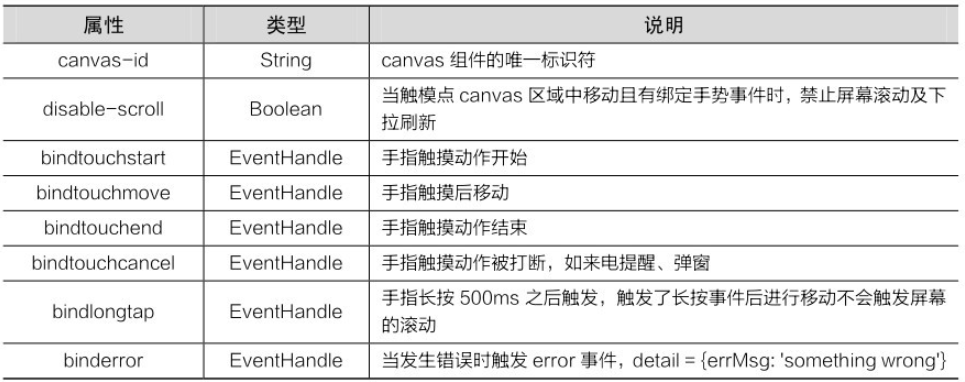 属性 类型 说明
canvas-id String canvas 组件的唯一标识符
disable-scroll Boolean 当触模点 canvas 区域中移动且有绑定手势事件时，禁止屏幕滚动及下
拉刷新
bindtouchstart EventHandle 手指触摸动作开始
bindtouchmove EventHandle 手指触摸后移动
bindtouchend EventHandle 手指触摸动作结束
bindtouchcancel EventHandle 手指触摸动作被打断，如来电提醒、弹窗
bindlongtap EventHandle 手指长按 500ms 之后触发，触发了长按事件后进行移动不会触发屏幕
的滚动
binderror EventHandle 当发生错误时触发 error 事件，detail = {errMsg: 'something wrong'}